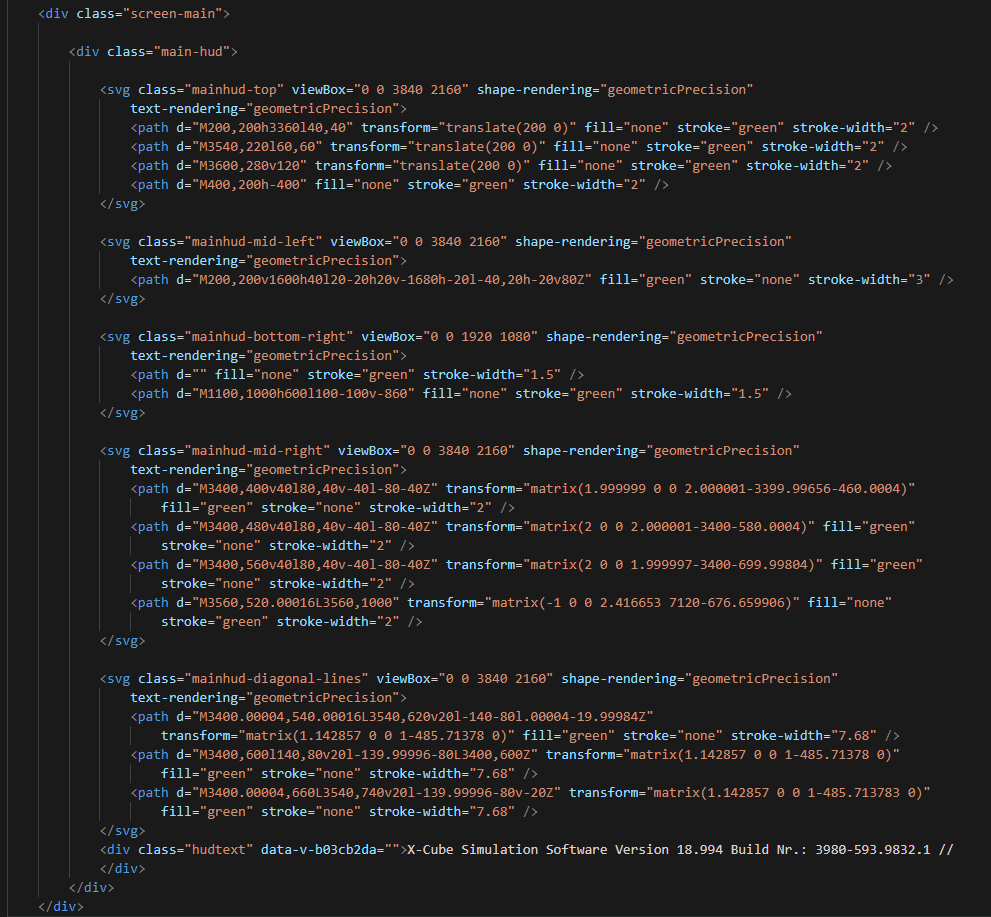 <div class="screen-main">
<div class="main-hud">
<svg class="mainhud-top" viewBox="0 0 3840 2160" shape-rendering="geometricPrecision"
text-rendering="geometricPrecision">
<path d="M200,200h3360l40,40" transform="translate(200 0)" fill="none" stroke="green" stroke-width="2" />
<path d="M3540,220l60,60" transform="translate(200 0)" fill="none" stroke="green" stroke-width="2" />
<path d="M3600,280v120" transform="translate(200 0)" fill="none" stroke="green" stroke-width="2" />
<path d="M400,200h-400" fill="none" stroke="green" stroke-width="2" />
</svg>
<svg class="mainhud-mid-left" viewBox="0 0 3840 2160" shape-rendering="geometricPrecision"
text-rendering="geometricPrecision">
<path d="M200,200v1600h40l20-20h20v-1680h-20l-40,20h-20v80Z" fill="green" stroke="none" stroke-width="3" />
</svg>
<svg class="mainhud-bottom-right" viewBox="0 0 1920 1080" shape-rendering="geometricPrecision"
text-rendering="geometricPrecision">
<path d="" fill="none" stroke="green" stroke-width="1.5" />
<path d="M1100,1000h600l100-100v-860" fill="none" stroke="green" stroke-width="1.5" />
</svg>
<svg class="mainhud-mid-right" viewBox="0 0 3840 2160" shape-rendering="geometricPrecision"
text-rendering="geometricPrecision">
<path d="M3400,400v40l80,40v-40l-80-40Z" transform="matrix(1.999999 0 0 2.000001-3399.99656-460.0004)"
fill="green" stroke="none" stroke-width="2" />
<path d="M3400,480v40l80,40v-40l-80-40Z" transform="matrix(2 0 0 2.000001-3400-580.0004)" fill="green"
stroke="none" stroke-width="2" />
<path d="M3400,560v40l80,40v-40l-80-40Z" transform="matrix(2 0 0 1.999997-3400-699.99804)" fill="green"
stroke="none" stroke-width="2" />
<path d="M3560,520.00016L3560,1000" transform="matrix(-1 0 0 2.416653 7120-676.659906)" fill="none"
stroke="green" stroke-width="2" />
</svg>
<svg class="mainhud-diagonal-lines" viewBox="0 0 3840 2160" shape-rendering="geometricPrecision"
text-rendering="geometricPrecision">
<path d="M3400.00004,540.00016L3540,620v20l-140-80l.00004-19.99984Z"
transform="matrix(1.142857 0 0 1-485.71378 0)" fill="green" stroke="none" stroke-width="7.68" />
<path d="M3400,600l140,80v20l-139.99996-80L3400,600Z" transform="matrix(1.142857 0 0 1-485.71378 0)"
fill="green" stroke="none" stroke-width="7.68" />
<path d="M3400.00004,660L3540,740v20l-139.99996-80v-20Z" transform="matrix(1.142857 0 0 1-485.713783 0)"
fill="green" stroke="none" stroke-width="7.68" />
</svg>
<div class="hudtext" data-v-b03cb2da="">X-Cube Simulation Software Version 18.994 Build Nr.: 3980-593.9832.1 //
</div>
</div>
</div>